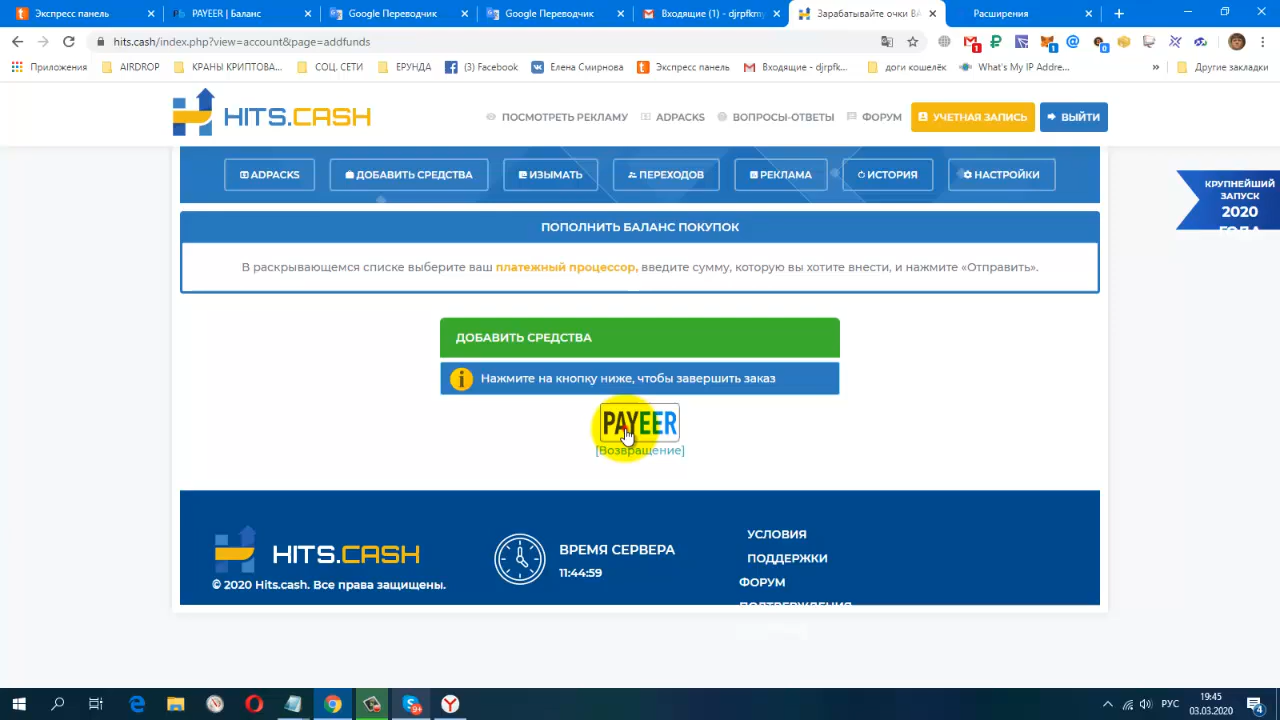 Экспресс панель
PAYEER | Баланс
Google Переводчик
Google Переводчик
Входящие (1) - djrpfkm
Зарабатывайте очки BA
Расширения
hits.cash/index.php?view=account&page=addfunds
Приложения
AIRDROP
КРАНЫ КРИПТОВА...
СОЦ. СЕТИ
ЕРУНДА
(3) Facebook
Елена Смирнова
Экспресс панель
Входящие - djrpfk...
доги кошелёк
What's My IP Addre...
»
Другие закладки
HITS.CASH
ПОСМОТРЕТЬ РЕКЛАМУ
ADPACKS
ВОПРОСЫ-ОТВЕТЫ
ФОРУМ
УЧЕТНАЯ ЗАПИСЬ
ВЫЙТИ
ADPACKS
ДОБАВИТЬ СРЕДСТВА
ИЗЫМАТЬ
ПЕРЕХОДОВ
РЕКЛАМА
ИСТОРИЯ
НАСТРОЙКИ
КРУПНЕЙШИЙ
ЗАПУСК
2020
ГОДА
ПОПОЛНИТЬ БАЛАНС ПОКУПОК
В раскрывающемся списке выберите ваш платежный процессор, введите сумму, которую вы хотите внести, и нажмите «Отправить».
ДОБАВИТЬ СРЕДСТВА
Нажмите на кнопку ниже, чтобы завершить заказ
PAYEER
[Возвращение]
HITS.CASH
© 2020 Hits.cash. Все права защищены.
ВРЕМЯ СЕРВЕРА
11:44:59
УСЛОВИЯ
ПОДДЕРЖКИ
ФОРУМ
ПОДТВЕРЖДЕНИЯ
РУС
19:45
03.03.2020